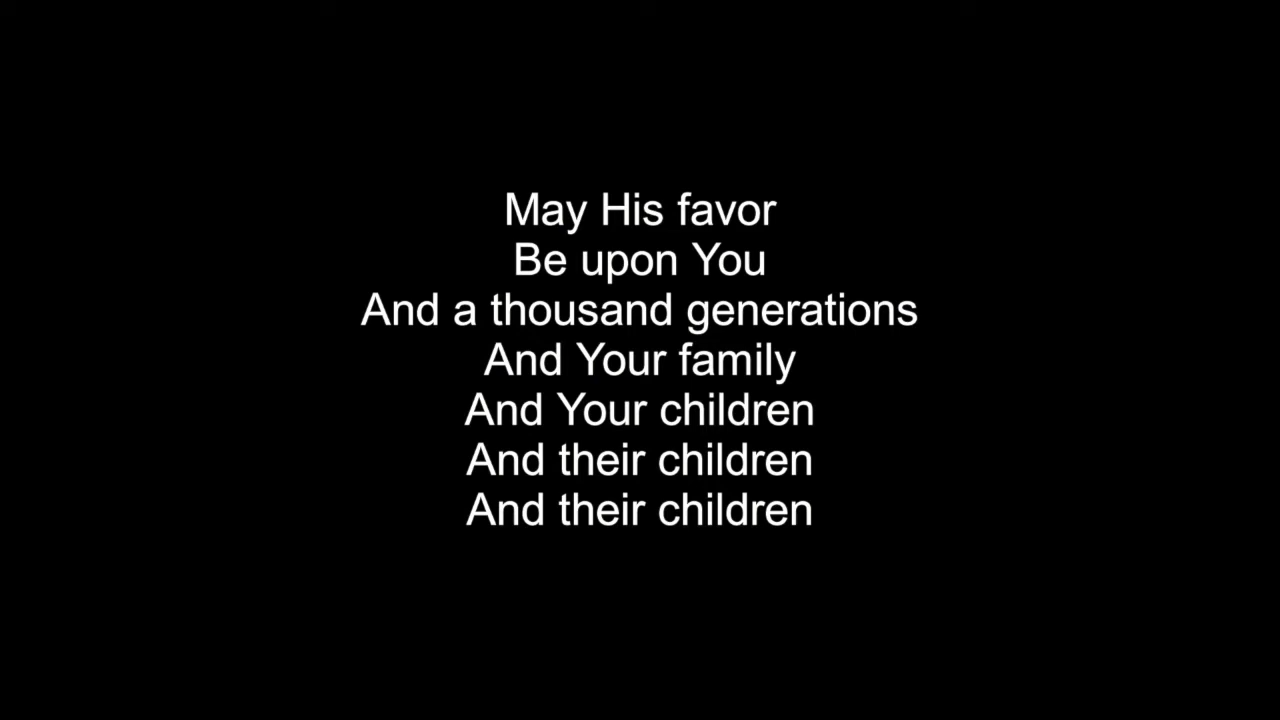 May His favor
Be upon You
And a thousand generations
And Your family
And Your children
And their children
And their children